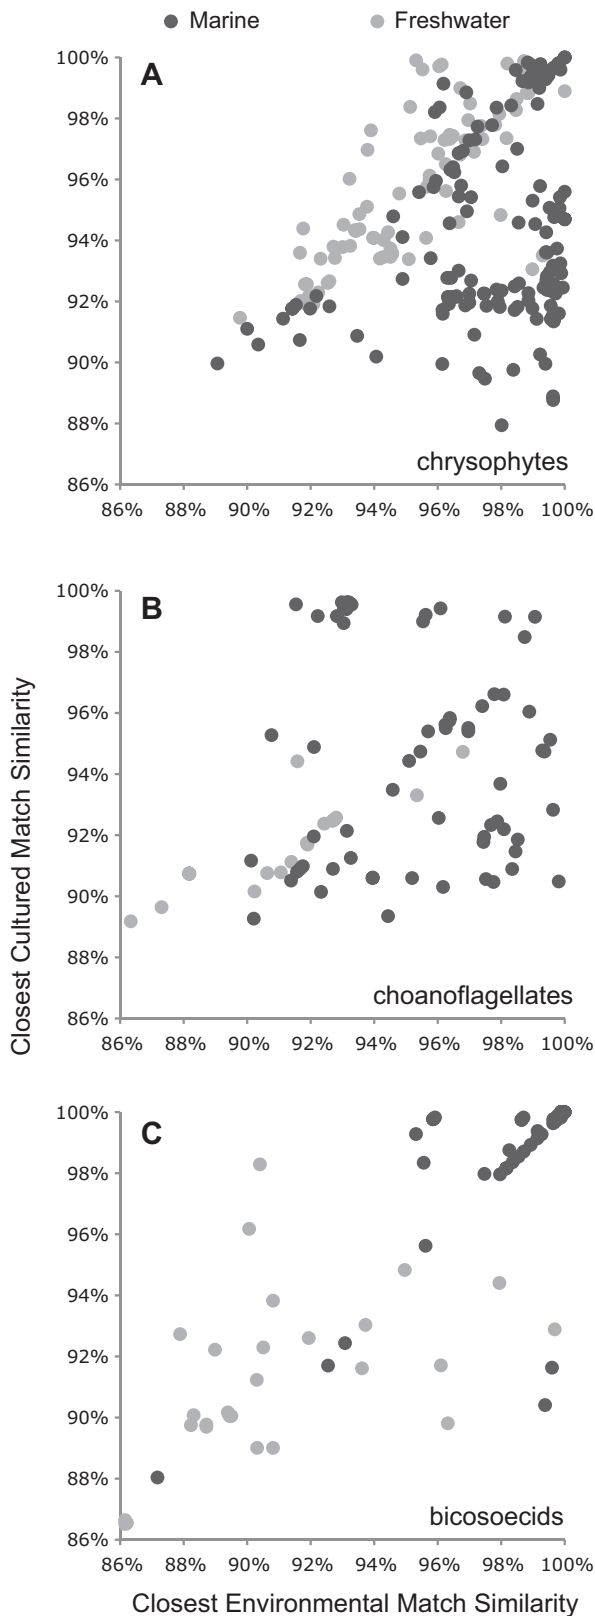 Marine Freshwater
A
100%
98%
96%
94%
92%
90%
88%
86%
chrysophytes
86% 88% 90% 92% 94% 96% 98% 100%
B
100%
98%
96%
94%
92%
90%
88%
86%
choanoflagellates
86% 88% 90% 92% 94% 96% 98% 100%
Closest Cultured Match Similarity
C
100%
98%
96%
94%
92%
90%
88%
86%
bicosoecids
86% 88% 90% 92% 94% 96% 98% 100%
Closest Environmental Match Similarity